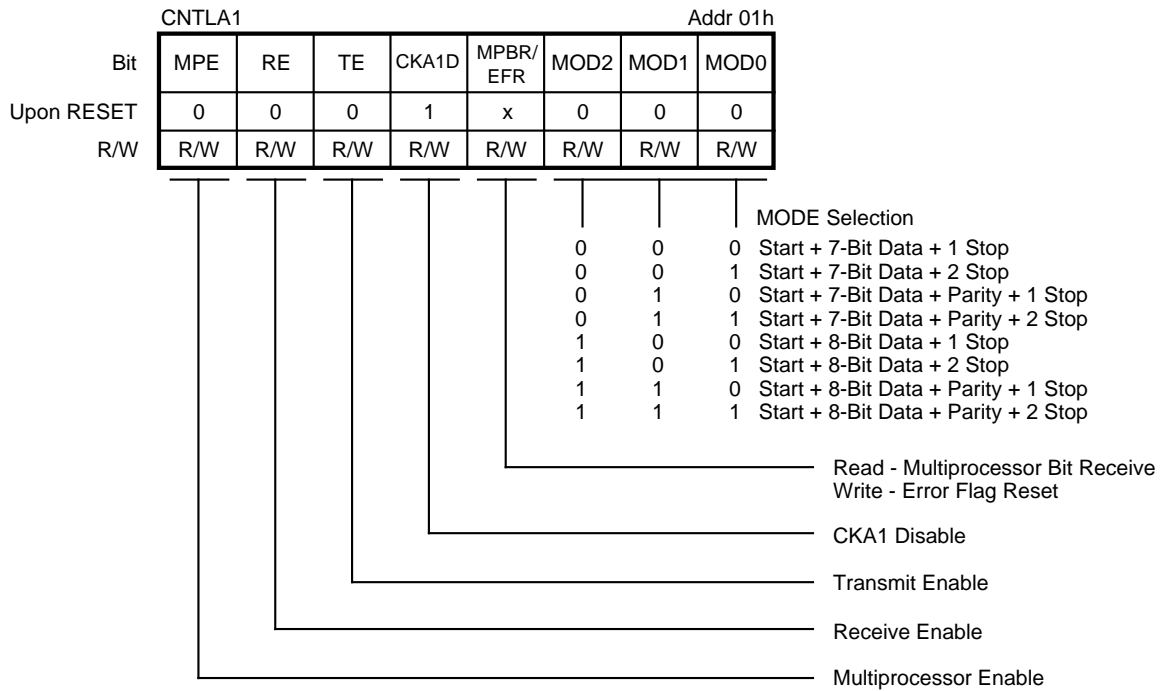 CNTLA1 Addr 01h
Bit MPE RE TE CKA1D MPBR/ EFR MOD2 MOD1 MOD0
Upon RESET 0 0 0 1 x 0 0 0
R/W R/W R/W R/W R/W R/W R/W R/W R/W
MODE Selection
0 0 0 Start + 7-Bit Data + 1 Stop
0 0 1 Start + 7-Bit Data + 2 Stop
0 1 0 Start + 7-Bit Data + Parity + 1 Stop
0 1 1 Start + 7-Bit Data + Parity + 2 Stop
1 0 0 Start + 8-Bit Data + 1 Stop
1 0 1 Start + 8-Bit Data + 2 Stop
1 1 0 Start + 8-Bit Data + Parity + 1 Stop
1 1 1 Start + 8-Bit Data + Parity + 2 Stop
Read - Multiprocessor Bit Receive
Write - Error Flag Reset
CKA1 Disable
Transmit Enable
Receive Enable
Multiprocessor Enable